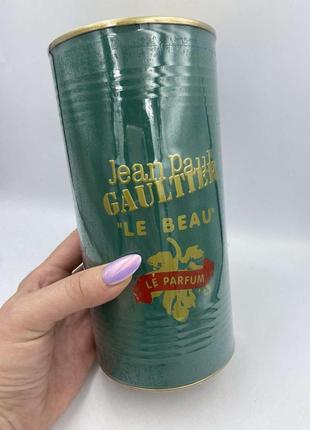 Jean Paul
GAULTIER
"LE BEAU"
LE PARFUM